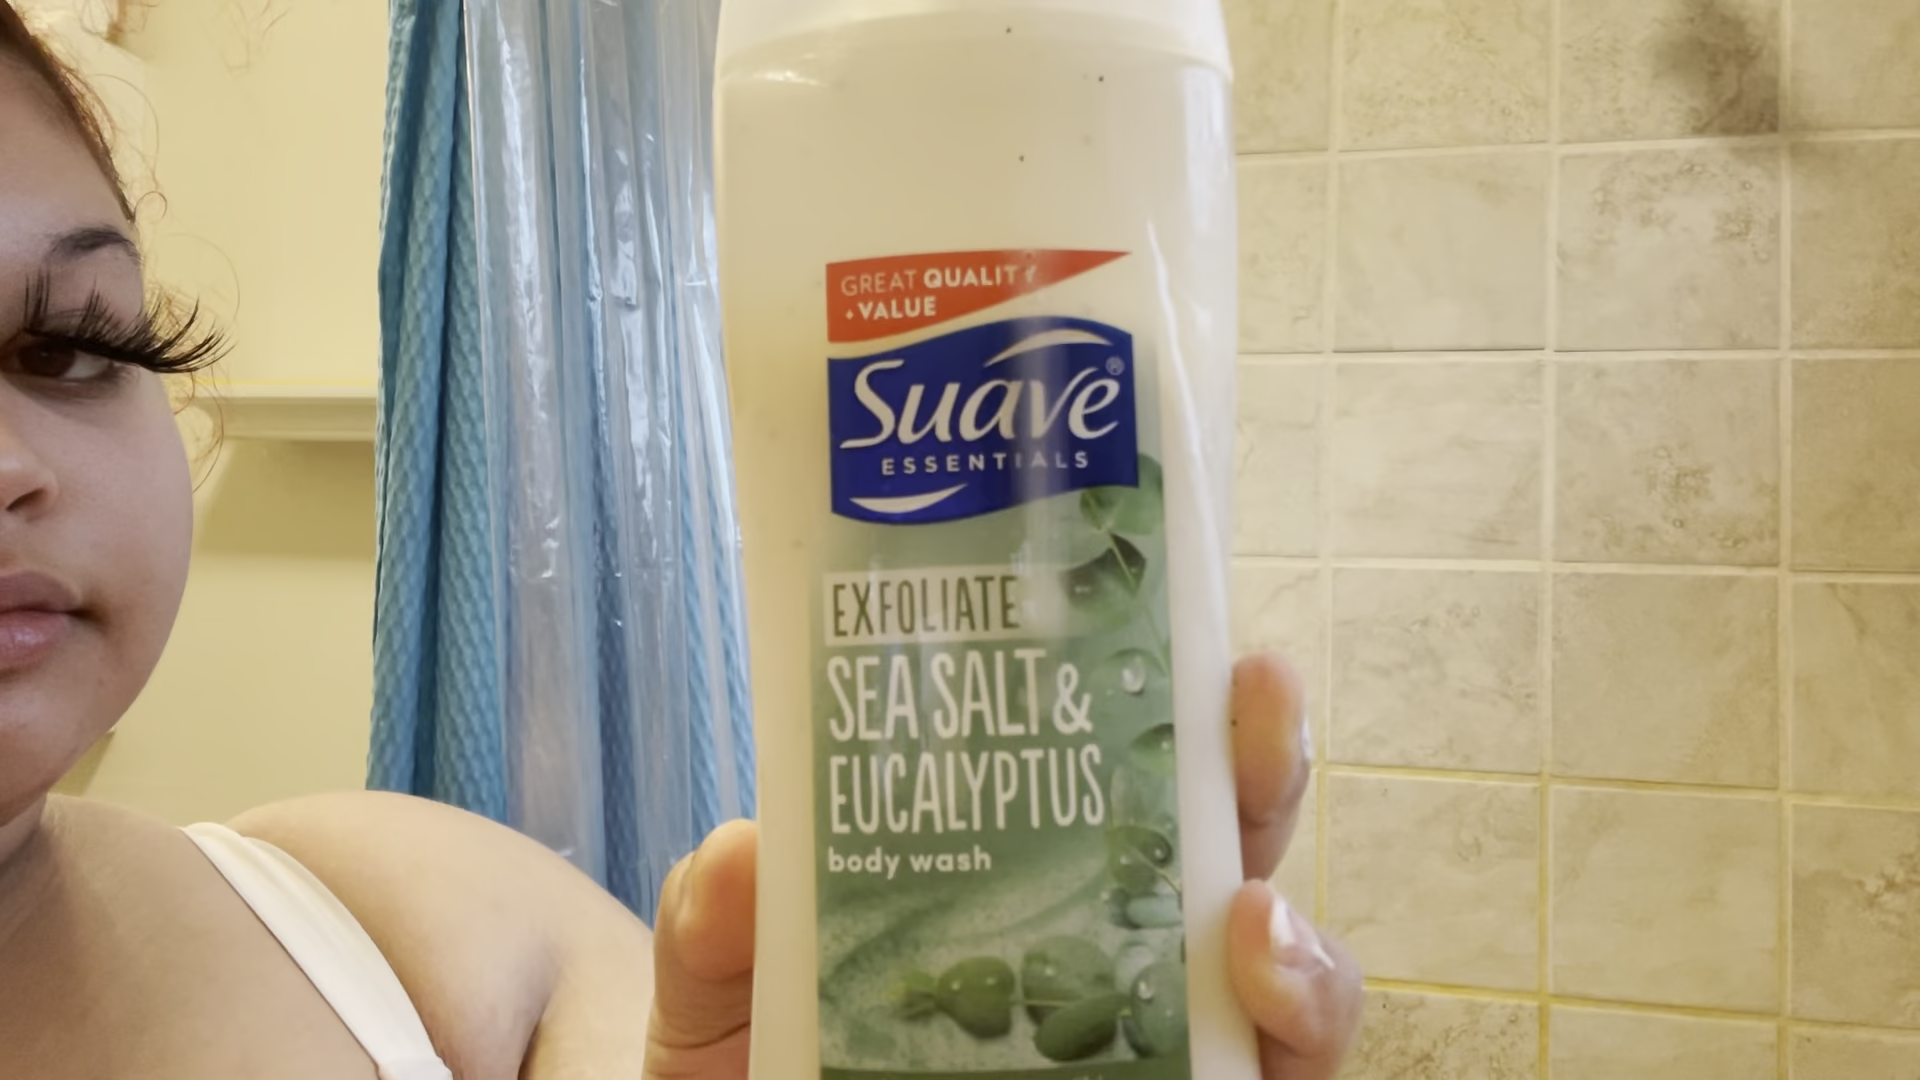 GREAT QUALITY
+VALUE
Suave®
ESSENTIALS
EXFOLIATE
SEA SALT &
EUCALYPTUS
body wash